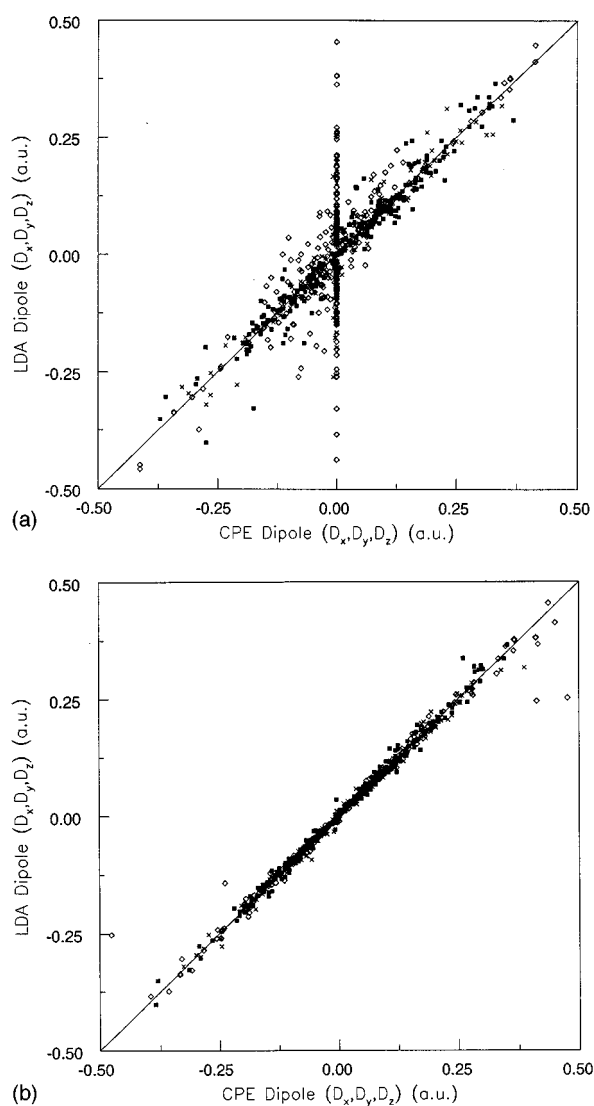 0.50
0.25
0.00
-0.25
-0.50
LDA Dipole (Dx,Dy,Dz) (a.u.)
-0.50 -0.25 0.00 0.25 0.50
CPE Dipole (Dx,Dy,Dz) (a.u.)
(a)
0.50
0.25
0.00
-0.25
-0.50
LDA Dipole (Dx,Dy,Dz) (a.u.)
-0.50 -0.25 0.00 0.25 0.50
CPE Dipole (Dx,Dy,Dz) (a.u.)
(b)